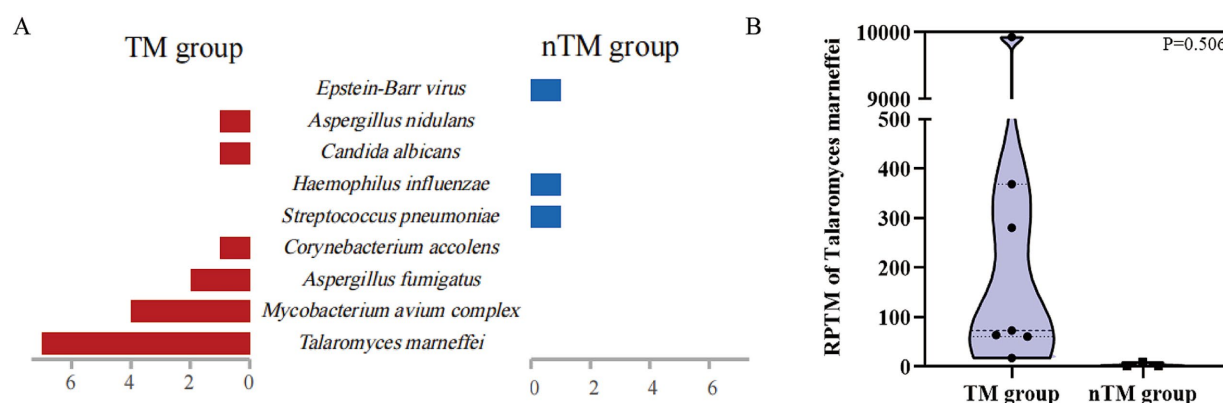 A
TM group
nTM group
Epstein-Barr virus
Aspergillus nidulans
Candida albicans
Haemophilus influenzae
Streptococcus pneumoniae
Corynebacterium accolens
Aspergillus fumigatus
Mycobacterium avium complex
Talaromyces marneffei
6 4 2 0
0 2 4 6
B
P=0.506
RPTM of Talaromyces marneffei
10000
9000
500
400
300
200
100
0
TM group nTM group